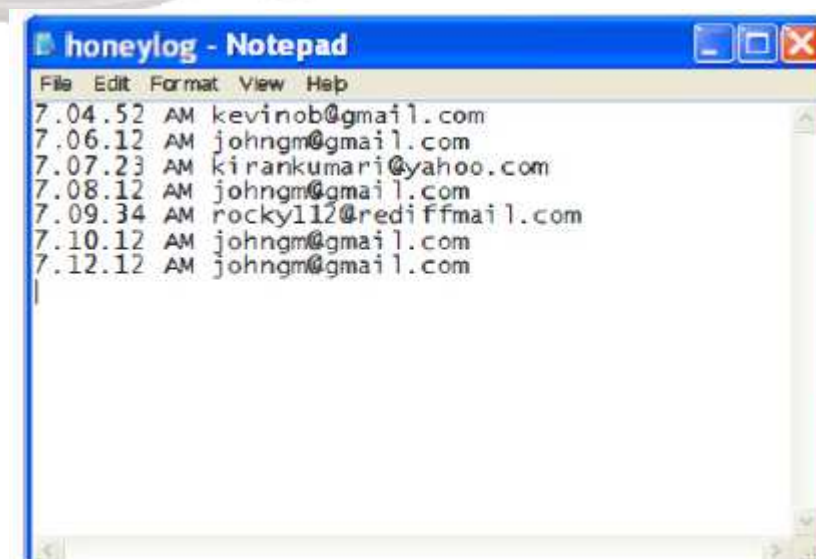 honeylog - Notepad
File Edit Format View Help
7.04.52 AM kevinob@gmail.com
7.06.12 AM johngm@gmail.com
7.07.23 AM kirankumari@yahoo.com
7.08.12 AM johngm@gmail.com
7.09.34 AM rocky112@rediffmail.com
7.10.12 AM johngm@gmail.com
7.12.12 AM johngm@gmail.com